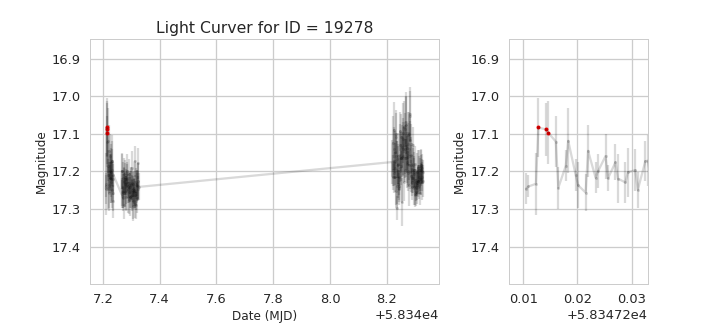 Light Curver for ID = 19278
Magnitude
16.9
17.0
17.1
17.2
17.3
17.4
7.2 7.4 7.6 7.8 8.0 8.2
Date (MJD) +5.834e4
Magnitude
16.9
17.0
17.1
17.2
17.3
17.4
0.01 0.02 0.03
+5.83472e4